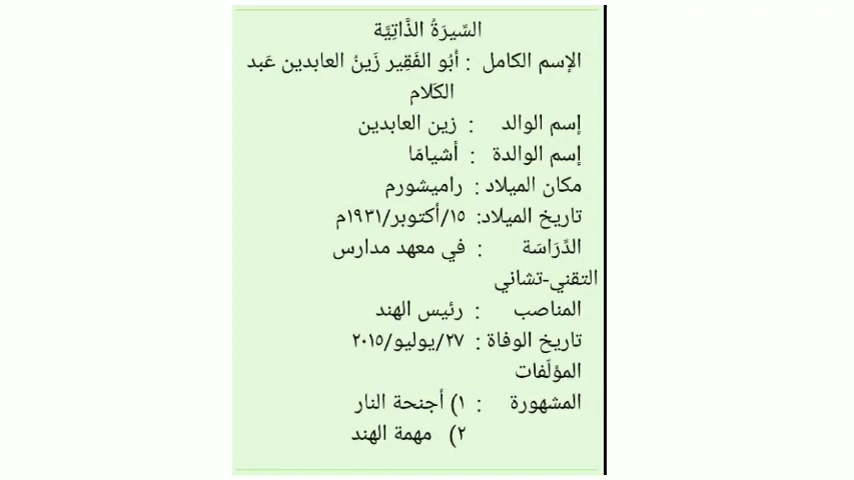 السِّيرَةُ الذَّاتِيَّة
الإسم الكامل : أبُو الفَقِير زَينُ العابدين عَبد
الكَلام
إسم الوالد : زين العابدين
إسم الوالدة : أشيامَا
مكان الميلاد : راميشورم
تاريخ الميلاد: ١٥/أكتوبر/١٩٣١م
الدِّرَاسَة : في معهد مدارس
التقني-تشاني
المناصب : رئيس الهند
تاريخ الوفاة : ٢٧/يوليو/٢٠١٥
المؤلّفات
المشهورة : ١) أجنحة النار
٢) مهمة الهند